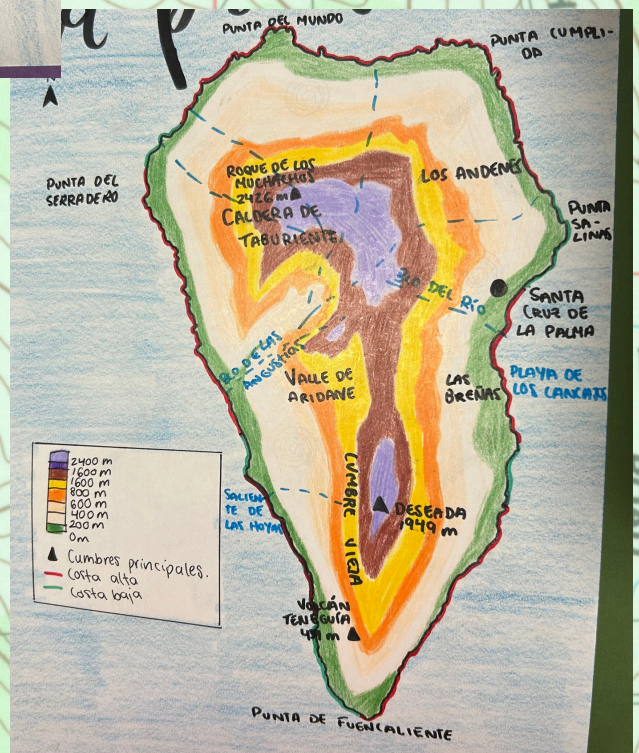 PUNTA DEL MUNDO
PUNTA CUMPLI-
DA
PUNTA DEL
SERRADERO
ROQUE DE LOS
MUCHACHOS
2426 m
LOS ANDENES
CALDERA DE
TABURIENTE
PUNTA
SA-
LINAS
BCO DEL RÍO
SANTA
CRUZ DE
LA PALMA
BCO DE LAS
ANGUSTIAS
VALLE DE
ARIDANE
LAS
BREÑAS
PLAYA DE
LOS CANCAJOS
2400 m
1600 m
1600 m
800 m
600 m
400 m
200 m
0m
Cumbres principales.
Costa alta
Costa baja
SALIEN-
TE DE
LAS HOYAS
CUMBRE VIEJA
DESEADA
1949 m
VOLCÁN
TENEGUÍA
m
PUNTA DE FUENCALIENTE